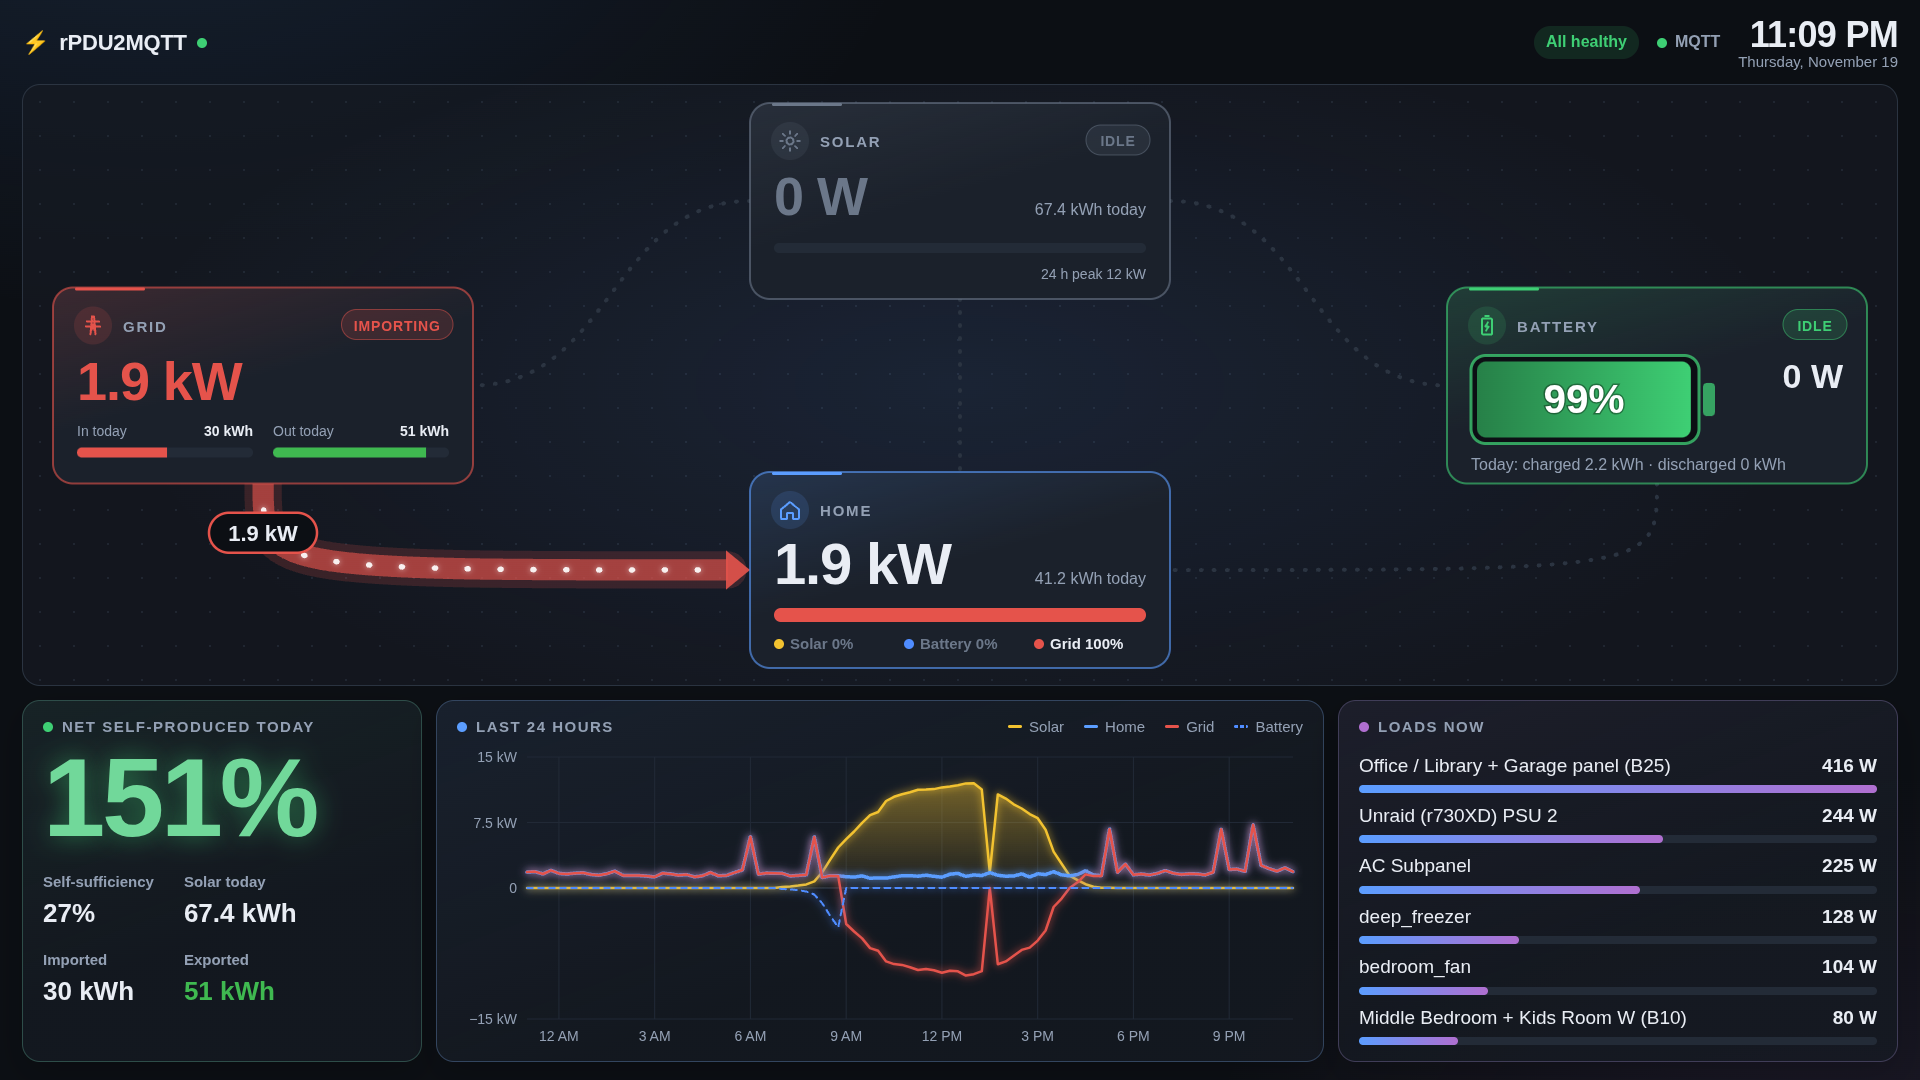 ⚡ rPDU2MQTT
All healthy
MQTT
11:09 PM
Thursday, November 19
SOLAR
IDLE
0 W
67.4 kWh today
24 h peak 12 kW
GRID
IMPORTING
1.9 kW
In today 30 kWh
Out today 51 kWh
1.9 kW
BATTERY
IDLE
99%
0 W
Today: charged 2.2 kWh · discharged 0 kWh
HOME
1.9 kW
41.2 kWh today
Solar 0% Battery 0% Grid 100%
NET SELF-PRODUCED TODAY
151%
Self-sufficiency Solar today
27% 67.4 kWh
Imported Exported
30 kWh 51 kWh
LAST 24 HOURS
Solar Home Grid Battery
15 kW
7.5 kW
0
−15 kW
12 AM 3 AM 6 AM 9 AM 12 PM 3 PM 6 PM 9 PM
LOADS NOW
Office / Library + Garage panel (B25) 416 W
Unraid (r730XD) PSU 2 244 W
AC Subpanel 225 W
deep_freezer 128 W
bedroom_fan 104 W
Middle Bedroom + Kids Room W (B10) 80 W